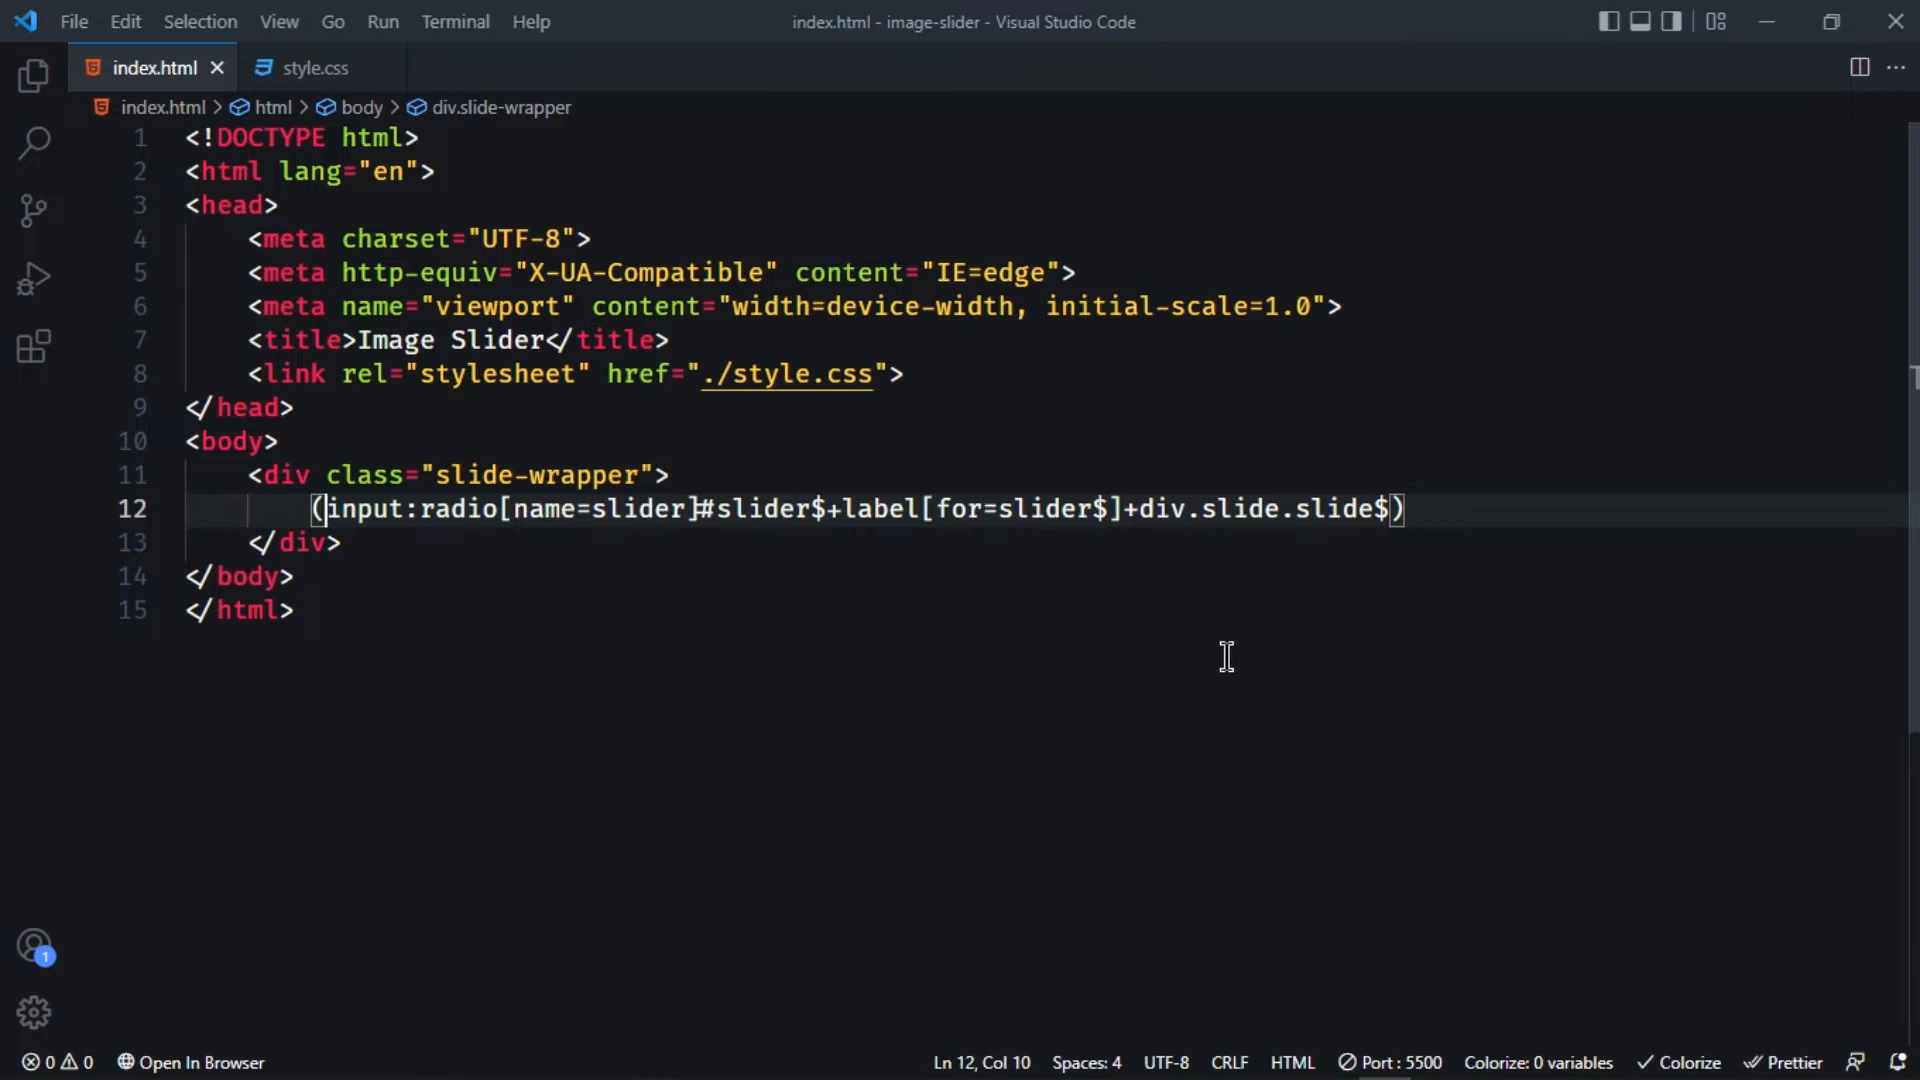 File Edit Selection View Go Run Terminal Help index.html - image-slider - Visual Studio Code
index.html style.css
index.html > html > body > div.slide-wrapper
1 <!DOCTYPE html>
2 <html lang="en">
3 <head>
4 <meta charset="UTF-8">
5 <meta http-equiv="X-UA-Compatible" content="IE=edge">
6 <meta name="viewport" content="width=device-width, initial-scale=1.0">
7 <title>Image Slider</title>
8 <link rel="stylesheet" href="./style.css">
9 </head>
10 <body>
11 <div class="slide-wrapper">
12 (input:radio[name=slider]#slider$+label[for=slider$]+div.slide.slide$)
13 </div>
14 </body>
15 </html>
1
0 0 Open In Browser Ln 12, Col 10 Spaces: 4 UTF-8 CRLF HTML Port : 5500 Colorize: 0 variables Colorize Prettier